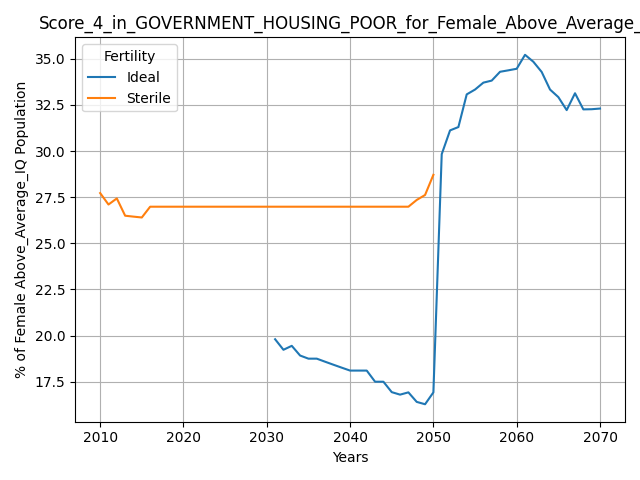 Score_4_in_GOVERNMENT_HOUSING_POOR_for_Female_Above_Average_
Fertility
Ideal
Sterile
% of Female Above_Average_IQ Population
35.0
32.5
30.0
27.5
25.0
22.5
20.0
17.5
2010 2020 2030 2040 2050 2060 2070
Years